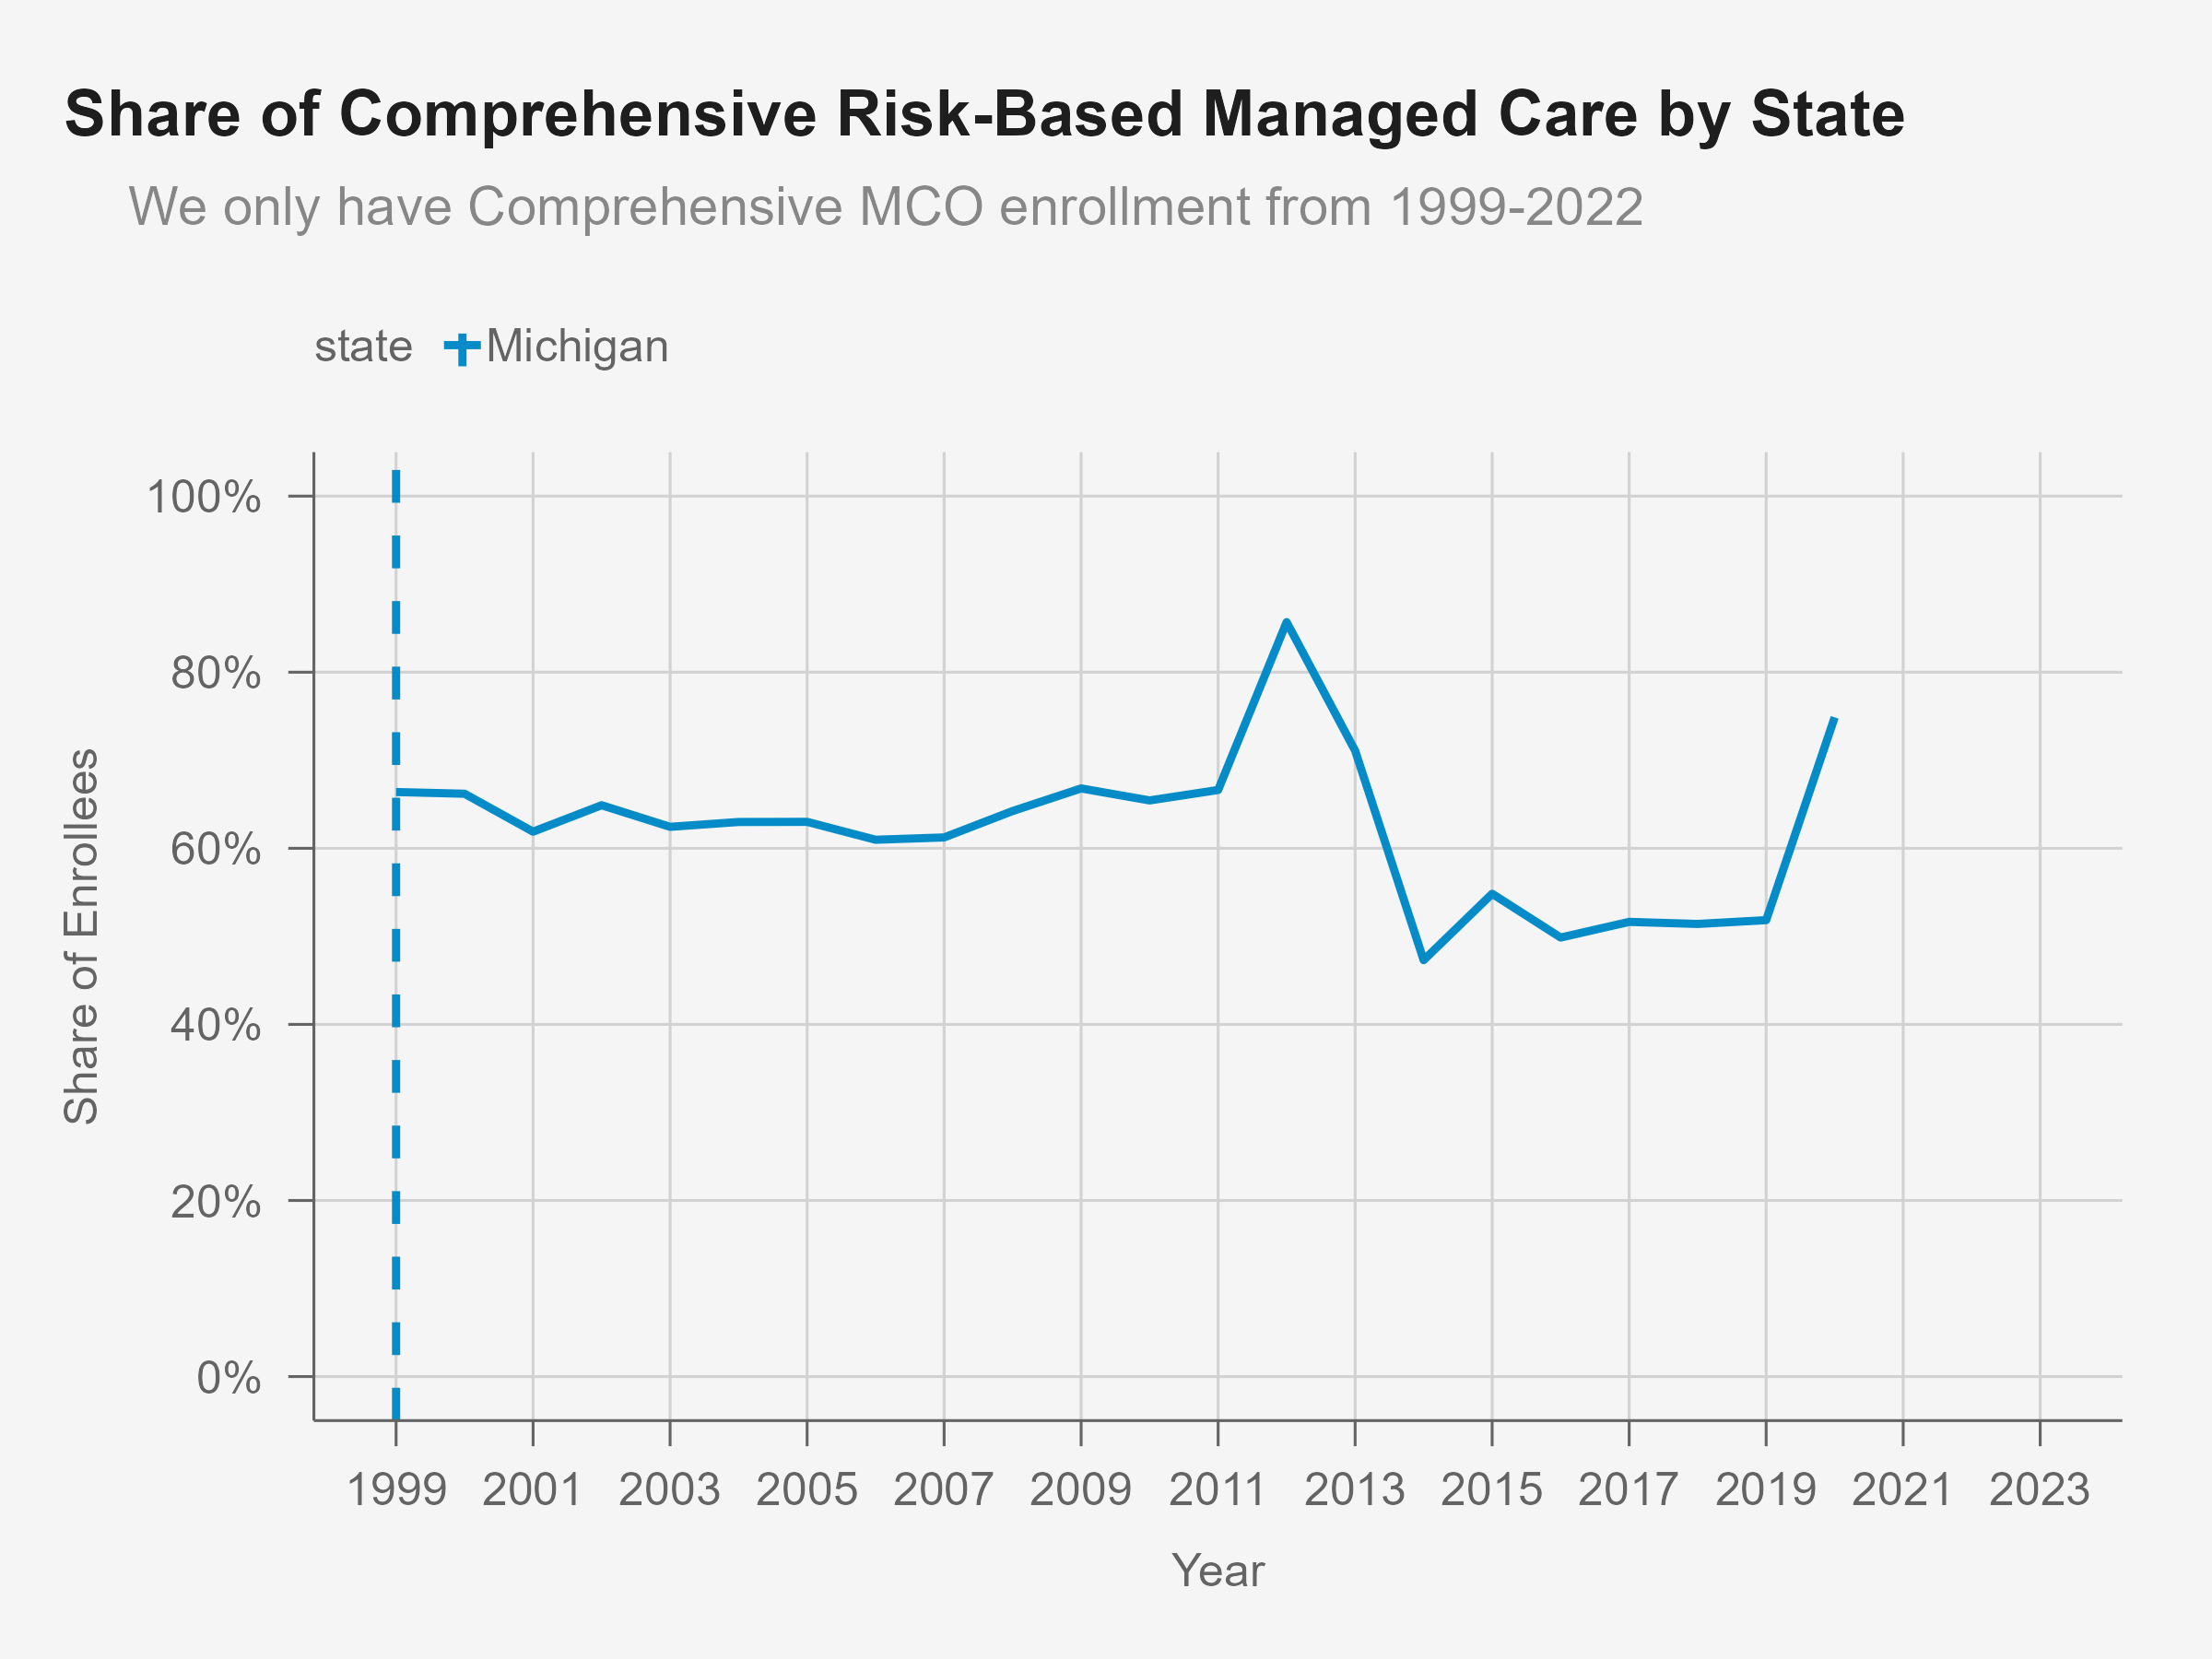 Share of Comprehensive Risk-Based Managed Care by State
We only have Comprehensive MCO enrollment from 1999-2022
state Michigan
100%
80%
60%
40%
20%
0%
Share of Enrollees
1999 2001 2003 2005 2007 2009 2011 2013 2015 2017 2019 2021 2023
Year